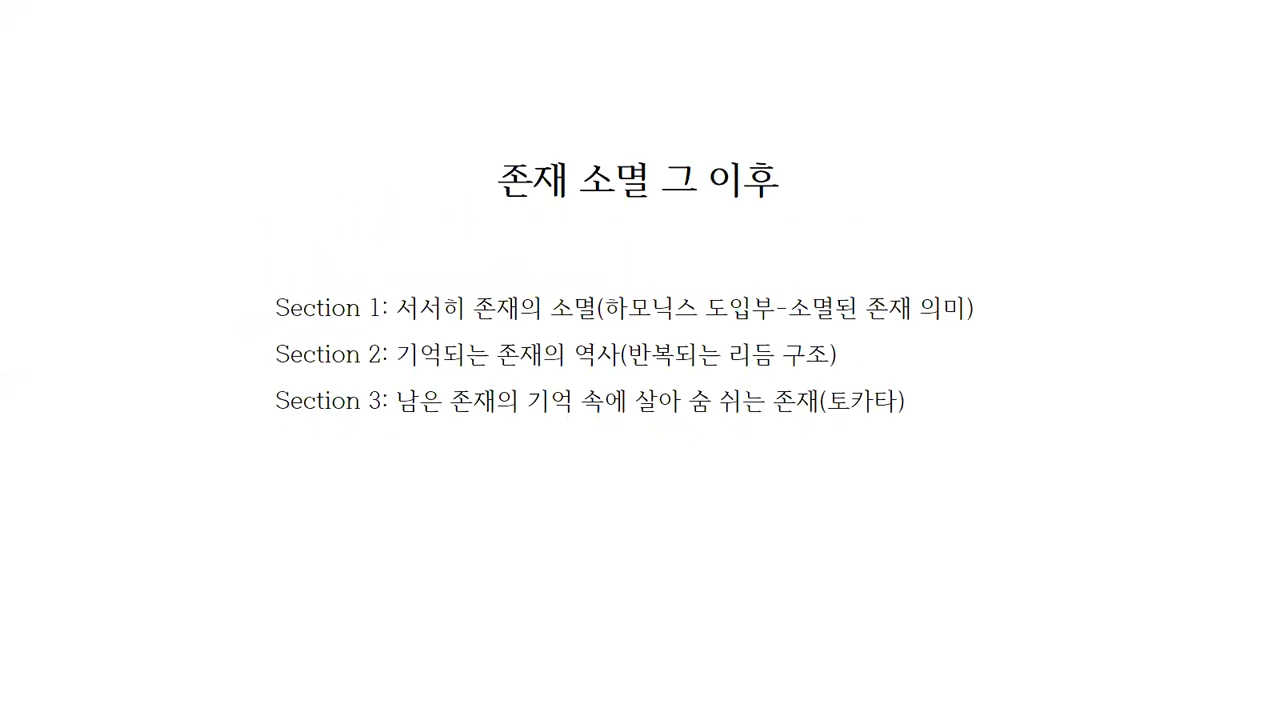 존재 소멸 그 이후
Section 1: 서서히 존재의 소멸(하모닉스 도입부-소멸된 존재 의미)
Section 2: 기억되는 존재의 역사(반복되는 리듬 구조)
Section 3: 남은 존재의 기억 속에 살아 숨 쉬는 존재(토카타)